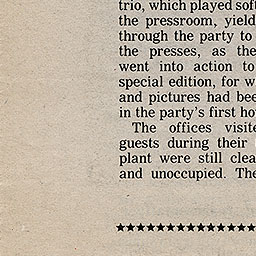 trio, which played sof
the pressroom, yield
through the party to
the presses, as the
went into action to
special edition, for w
and pictures had bee
in the party's first ho
The offices visite
guests during their
plant were still clea
and unoccupied. The
★★★★★★★★★★★★★★